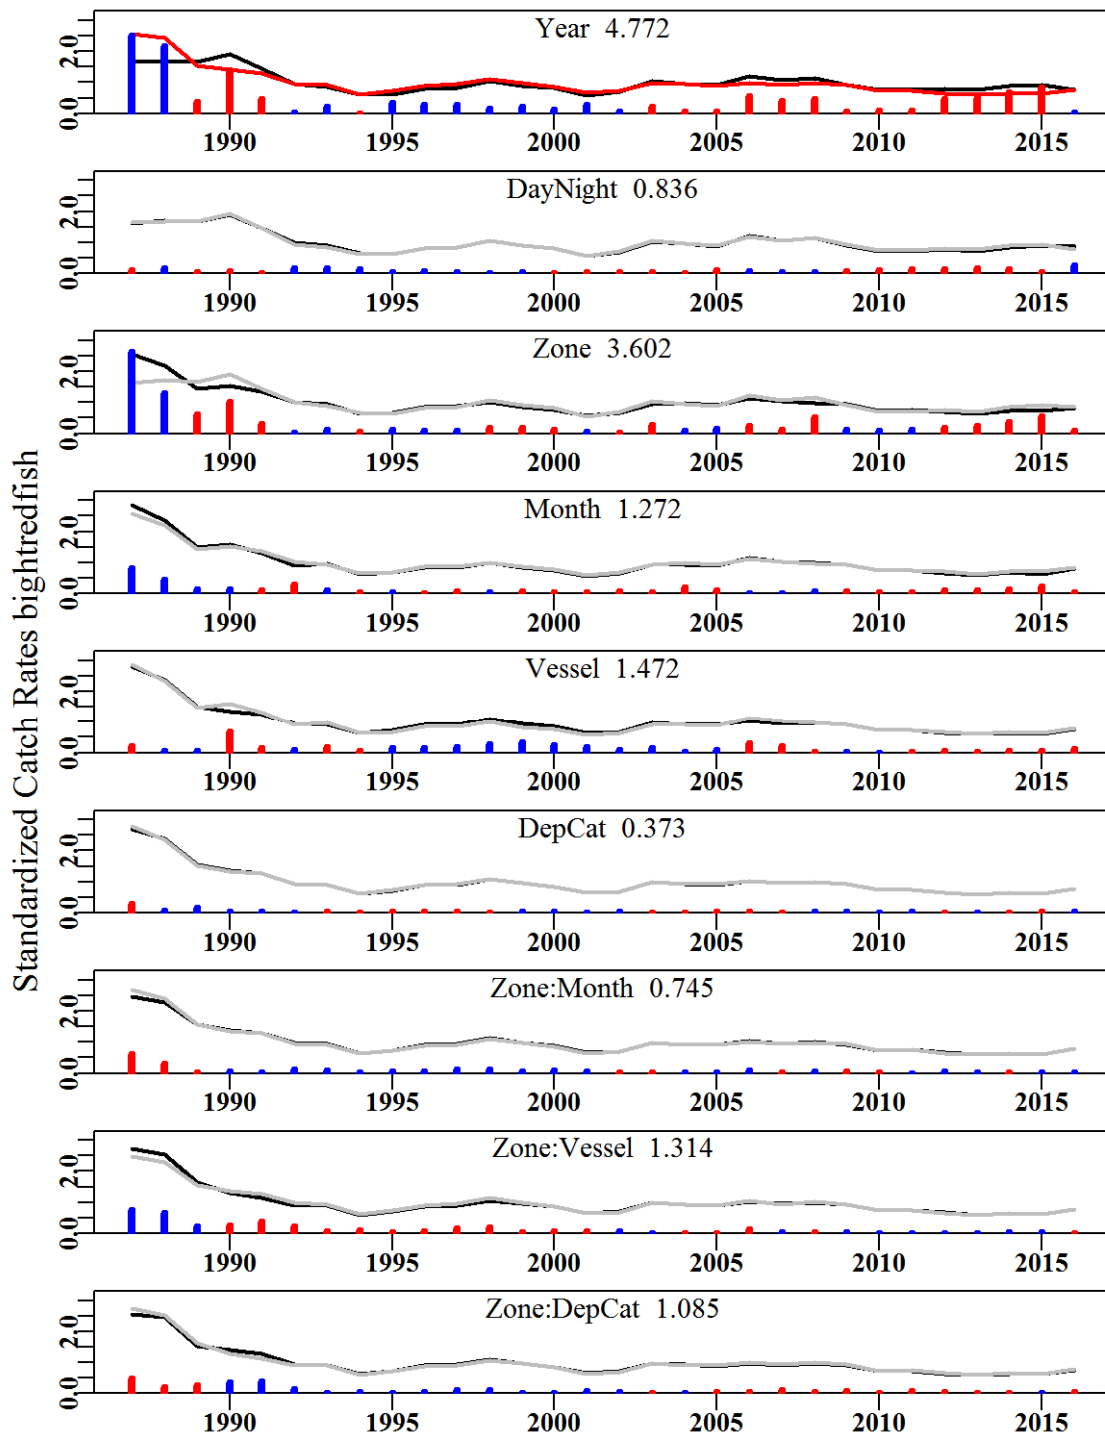 Standardized Catch Rates bightredfish
Year 4.772
0.0 2.0
1990 1995 2000 2005 2010 2015
DayNight 0.836
0.0 2.0
1990 1995 2000 2005 2010 2015
Zone 3.602
0.0 2.0
1990 1995 2000 2005 2010 2015
Month 1.272
0.0 2.0
1990 1995 2000 2005 2010 2015
Vessel 1.472
0.0 2.0
1990 1995 2000 2005 2010 2015
DepCat 0.373
0.0 2.0
1990 1995 2000 2005 2010 2015
Zone:Month 0.745
0.0 2.0
1990 1995 2000 2005 2010 2015
Zone:Vessel 1.314
0.0 2.0
1990 1995 2000 2005 2010 2015
Zone:DepCat 1.085
0.0 2.0
1990 1995 2000 2005 2010 2015